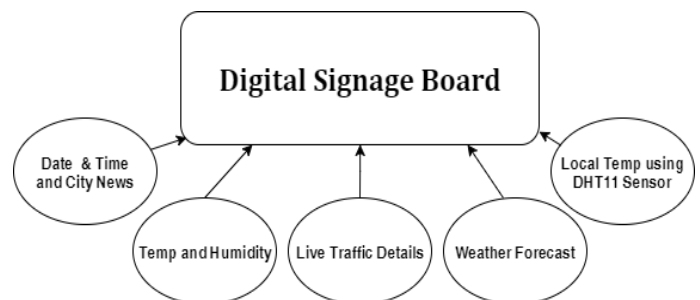 Digital Signage Board
Date & Time
and City News
Local Temp using
DHT11 Sensor
Temp and Humidity
Live Traffic Details
Weather Forecast